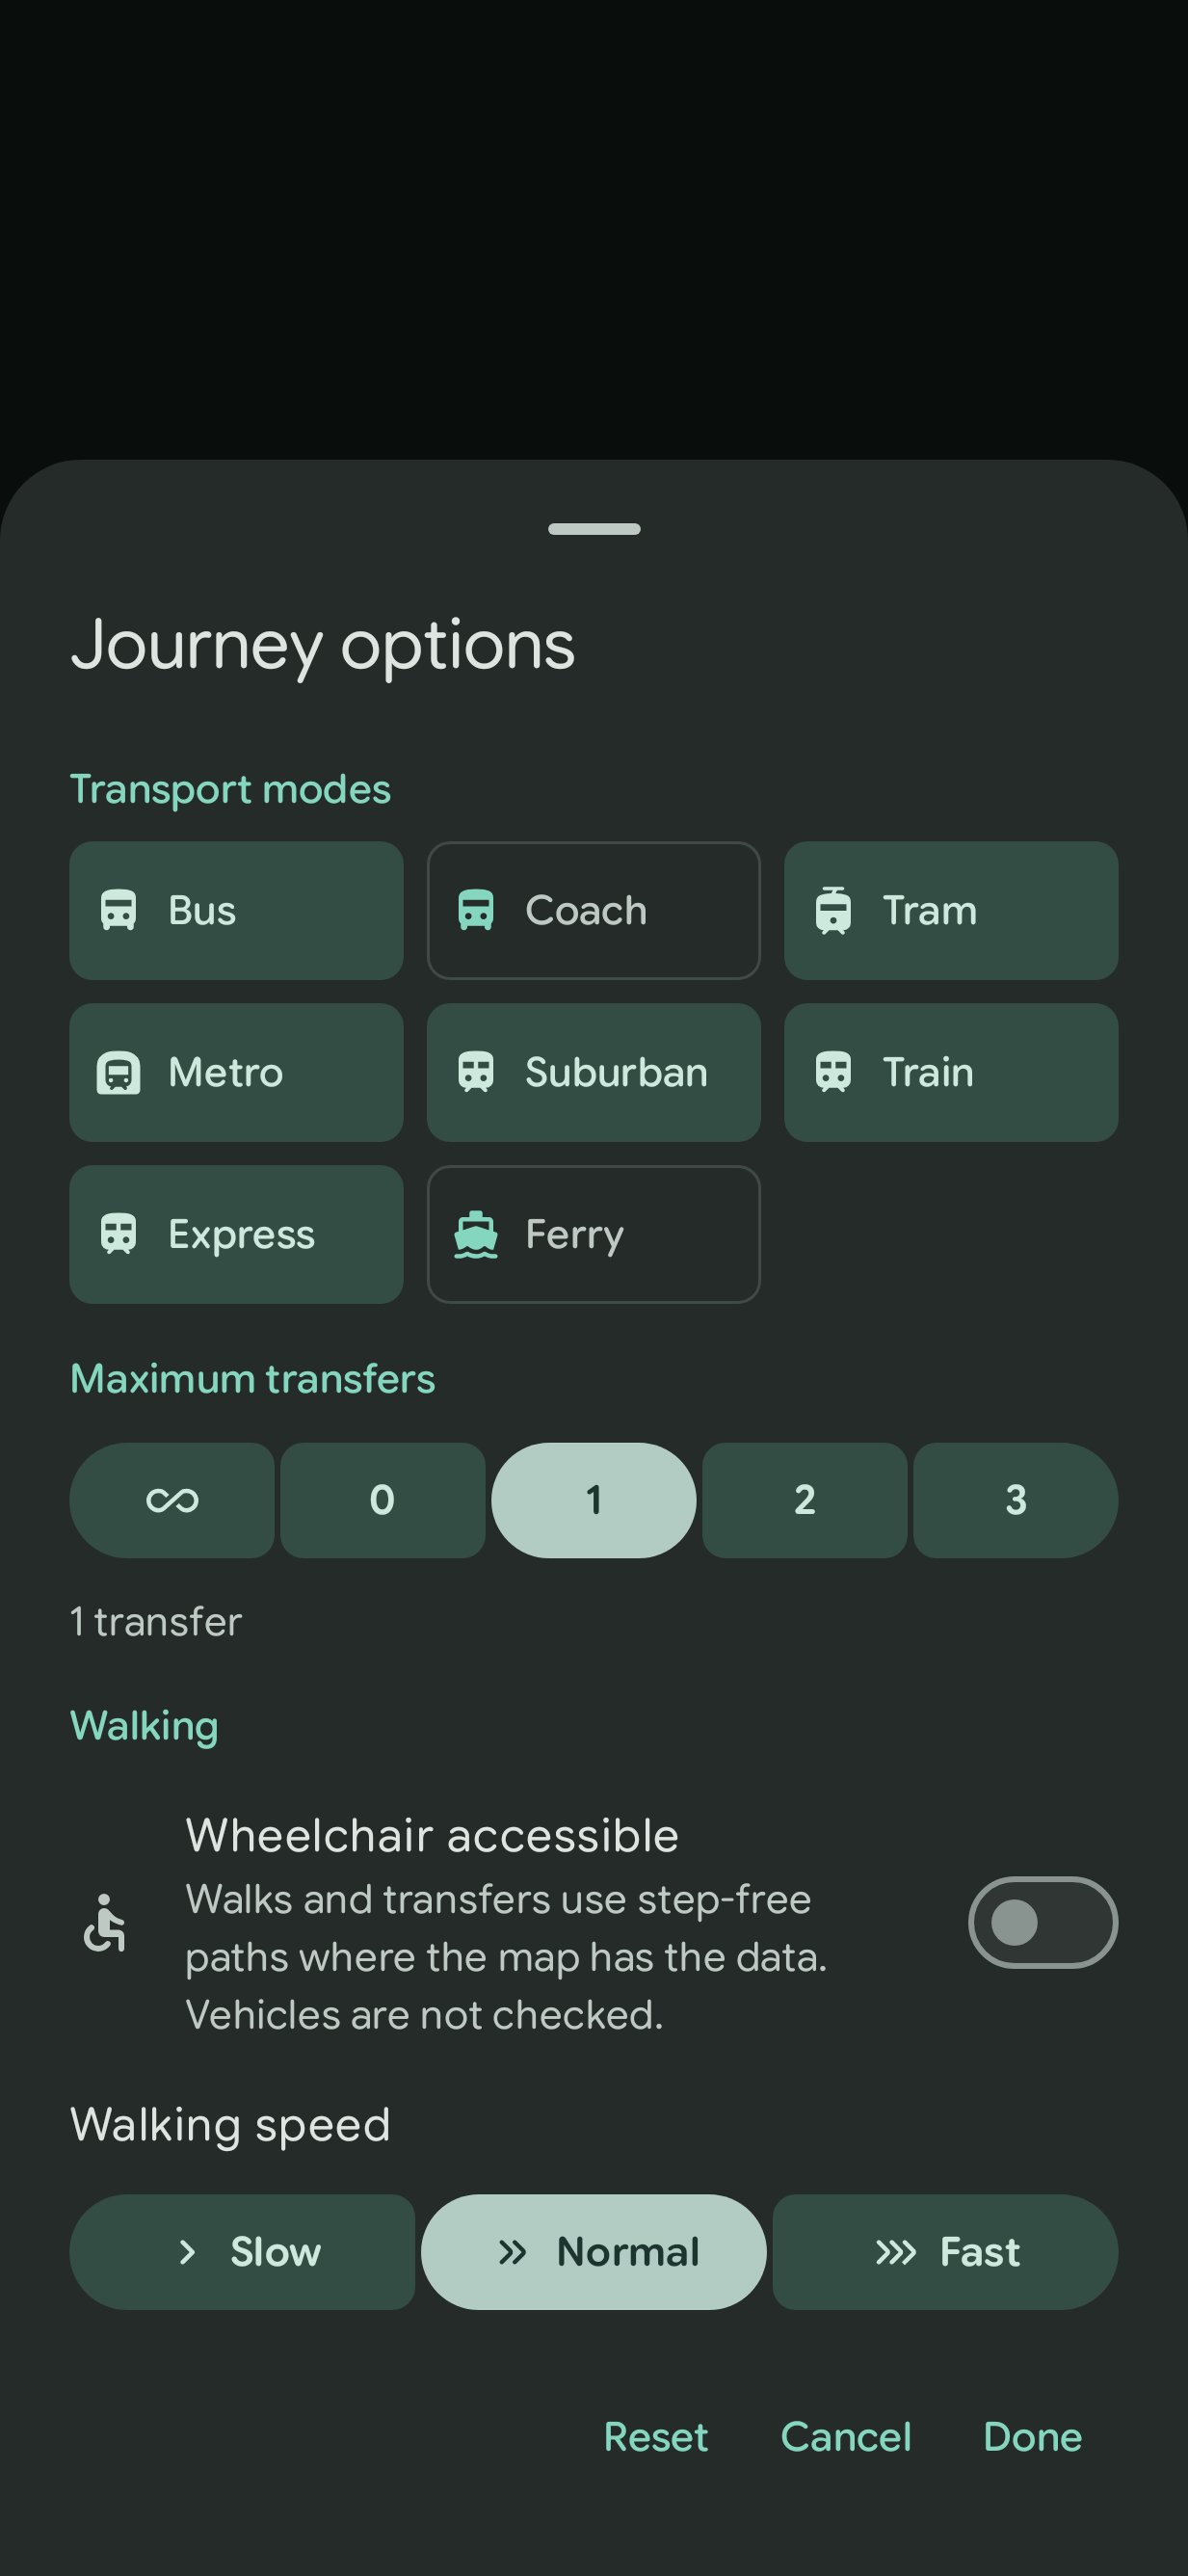 Journey options
Transport modes
Bus
Coach
Tram
Metro
Suburban
Train
Express
Ferry
Maximum transfers
∞
0
1
2
3
1 transfer
Walking
Wheelchair accessible
Walks and transfers use step-free
paths where the map has the data.
Vehicles are not checked.
Walking speed
Slow
Normal
Fast
Reset
Cancel
Done